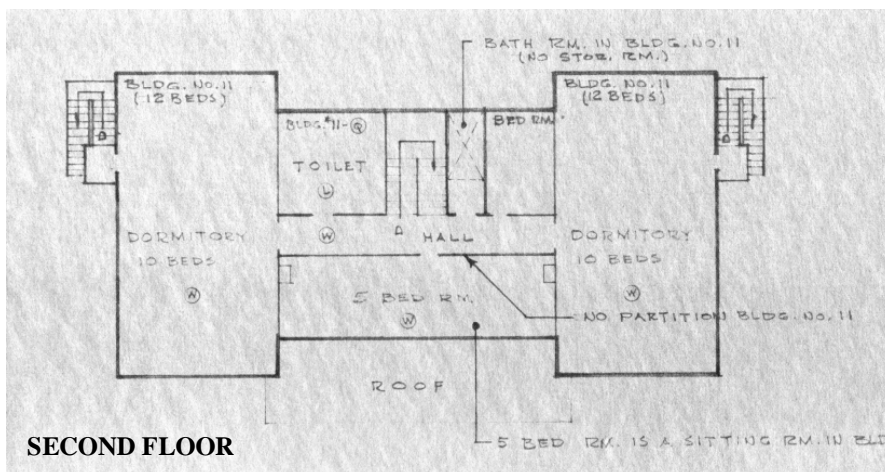 BATH RM. IN BLDG. NO. 11
(NO STOR. RM.)
BLDG. NO. 11
(12 BEDS)
BLDG. NO. 11
(12 BEDS)
BLDG. #11-Q
BED RM.
TOILET
L
DORMITORY
10 BEDS
W
W
HALL
DORMITORY
10 BEDS
W
5 BED RM.
W
NO PARTITION BLDG. NO. 11
ROOF
5 BED RM. IS A SITTING RM. IN BLD
SECOND FLOOR